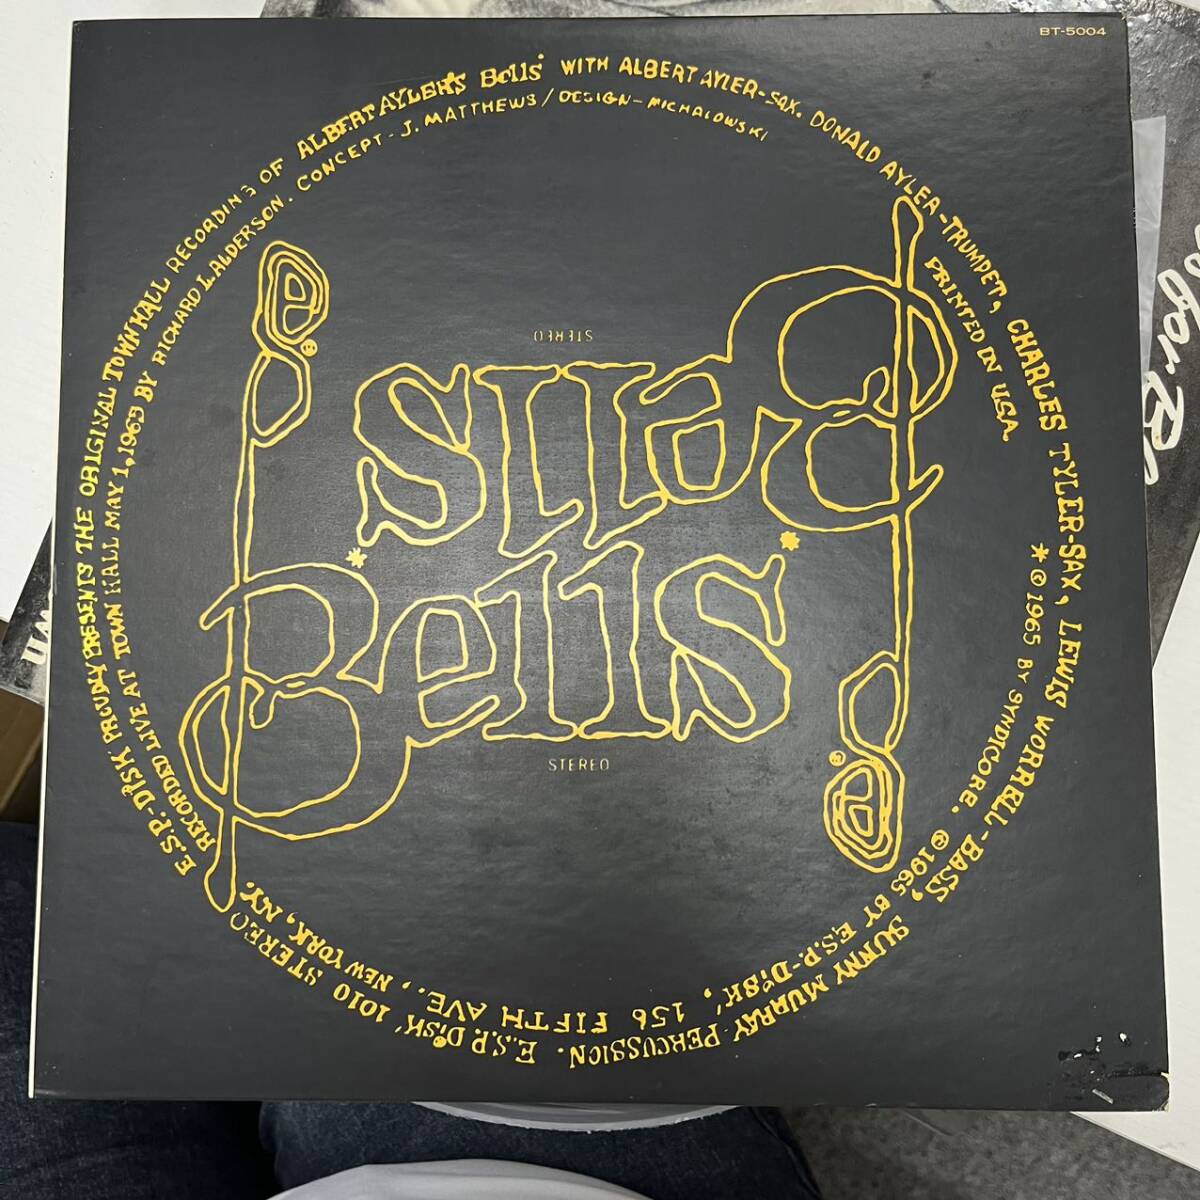 BT-5004
E.S.P.-Disk' PROUDLY PRESENTS THE ORIGINAL TOWN HALL RECORDING OF ALBERT AYLER'S Bells* WITH ALBERT AYLER-SAX. DONALD AYLER-TRUMPET, CHARLES TYLER-SAX, LEWIS WORRELL-BASS, SUNNY MURRAY-PERCUSSION. E.S.P.Disk' 1010 STEREO
RECORDED LIVE AT TOWN HALL MAY 1, 1965 BY RICHARD L. ALDERSON. CONCEPT-J. MATTHEWS/DESIGN-MICHALOWSKI
PRINTED IN U.S.A.
* © 1965 BY SYNDICORE. © 1965 BY E.S.P.-Disk', 156 FIFTH AVE., NEW YORK, N.Y.
STEREO
Bells*
Bells*
STEREO
for